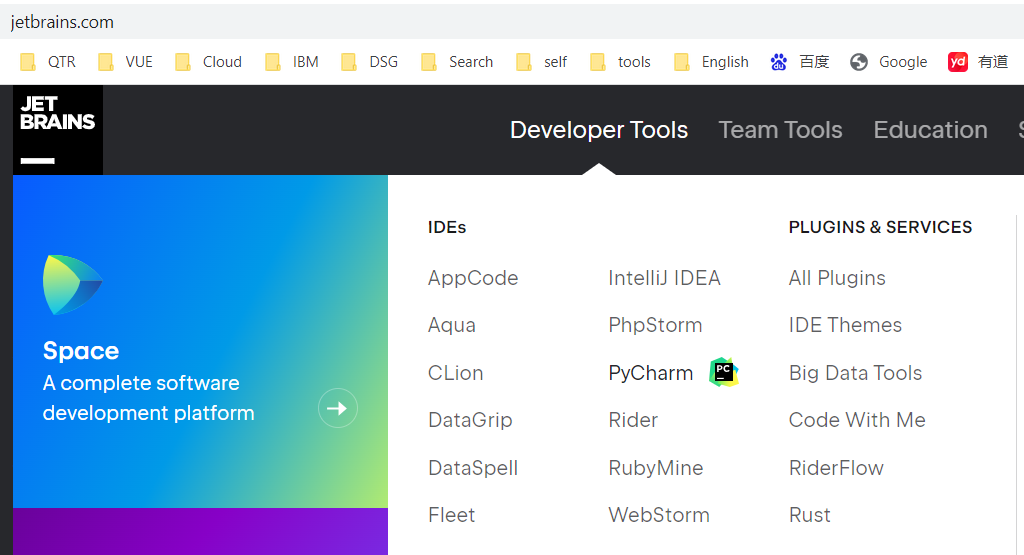 jetbrains.com
QTR VUE Cloud IBM DSG Search self tools English 百度 Google yd 有道
JET
BRAINS
Developer Tools Team Tools Education
Space
A complete software
development platform
IDEs
AppCode
Aqua
CLion
DataGrip
DataSpell
Fleet
IntelliJ IDEA
PhpStorm
PyCharm PC
Rider
RubyMine
WebStorm
PLUGINS & SERVICES
All Plugins
IDE Themes
Big Data Tools
Code With Me
RiderFlow
Rust